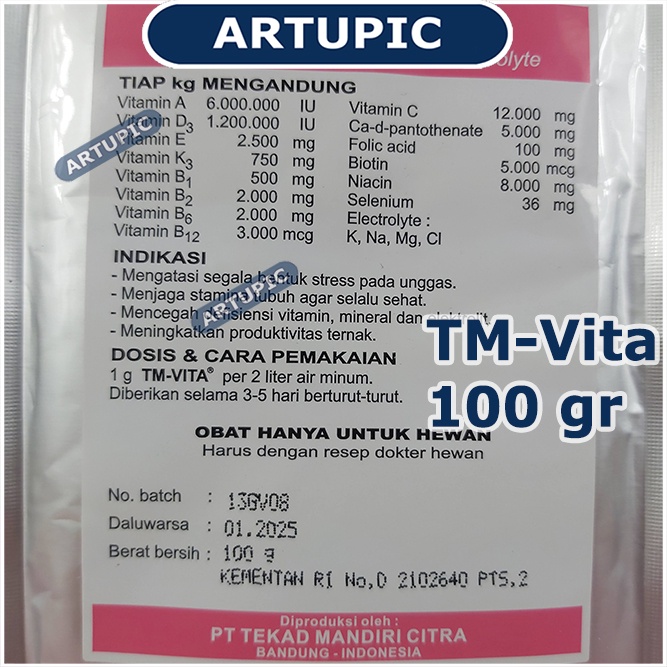 ARTUPIC
olyte
TIAP kg MENGANDUNG
Vitamin A 6.000.000 IU
Vitamin D3 1.200.000 IU
Vitamin E 2.500 mg
Vitamin K3 750 mg
Vitamin B1 500 mg
Vitamin B2 2.000 mg
Vitamin B6 2.000 mg
Vitamin B12 3.000 mcg
Vitamin C 12.000 mg
Ca-d-pantothenate 5.000 mg
Folic acid 100 mg
Biotin 5.000 mcg
Niacin 8.000 mg
Selenium 36 mg
Electrolyte :
K, Na, Mg, Cl
ARTUPIC
INDIKASI
- Mengatasi segala bentuk stress pada unggas.
- Menjaga stamina tubuh agar selalu sehat.
- Mencegah defisiensi vitamin, mineral dan elektrolit.
- Meningkatkan produktivitas ternak.
ARTUPIC
DOSIS & CARA PEMAKAIAN
1 g TM-VITA® per 2 liter air minum.
Diberikan selama 3-5 hari berturut-turut.
TM-Vita
100 gr
OBAT HANYA UNTUK HEWAN
Harus dengan resep dokter hewan
No. batch : 13GV08
Daluwarsa : 01.2025
Berat bersih : 100 g
KEMENTAN RI No,D 2102640 PTS,2
Diproduksi oleh :
PT TEKAD MANDIRI CITRA
BANDUNG - INDONESIA